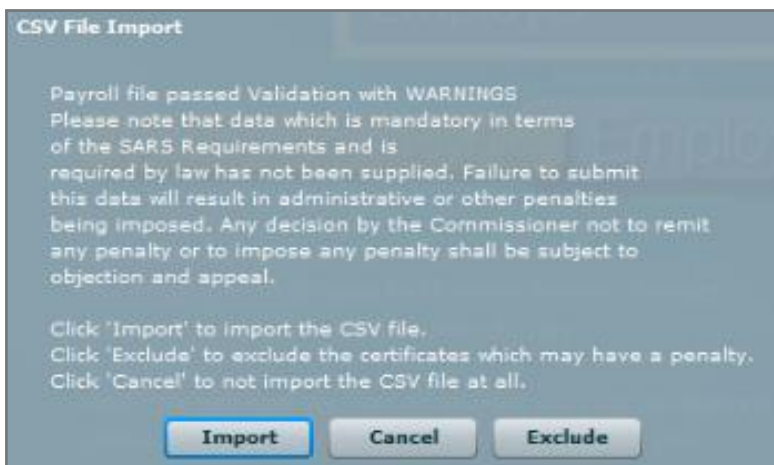 CSV File Import
Payroll file passed Validation with WARNINGS
Please note that data which is mandatory in terms
of the SARS Requirements and is
required by law has not been supplied. Failure to submit
this data will result in administrative or other penalties
being imposed. Any decision by the Commissioner not to remit
any penalty or to impose any penalty shall be subject to
objection and appeal.
Click 'Import' to import the CSV file.
Click 'Exclude' to exclude the certificates which may have a penalty.
Click 'Cancel' to not import the CSV file at all.
Import Cancel Exclude